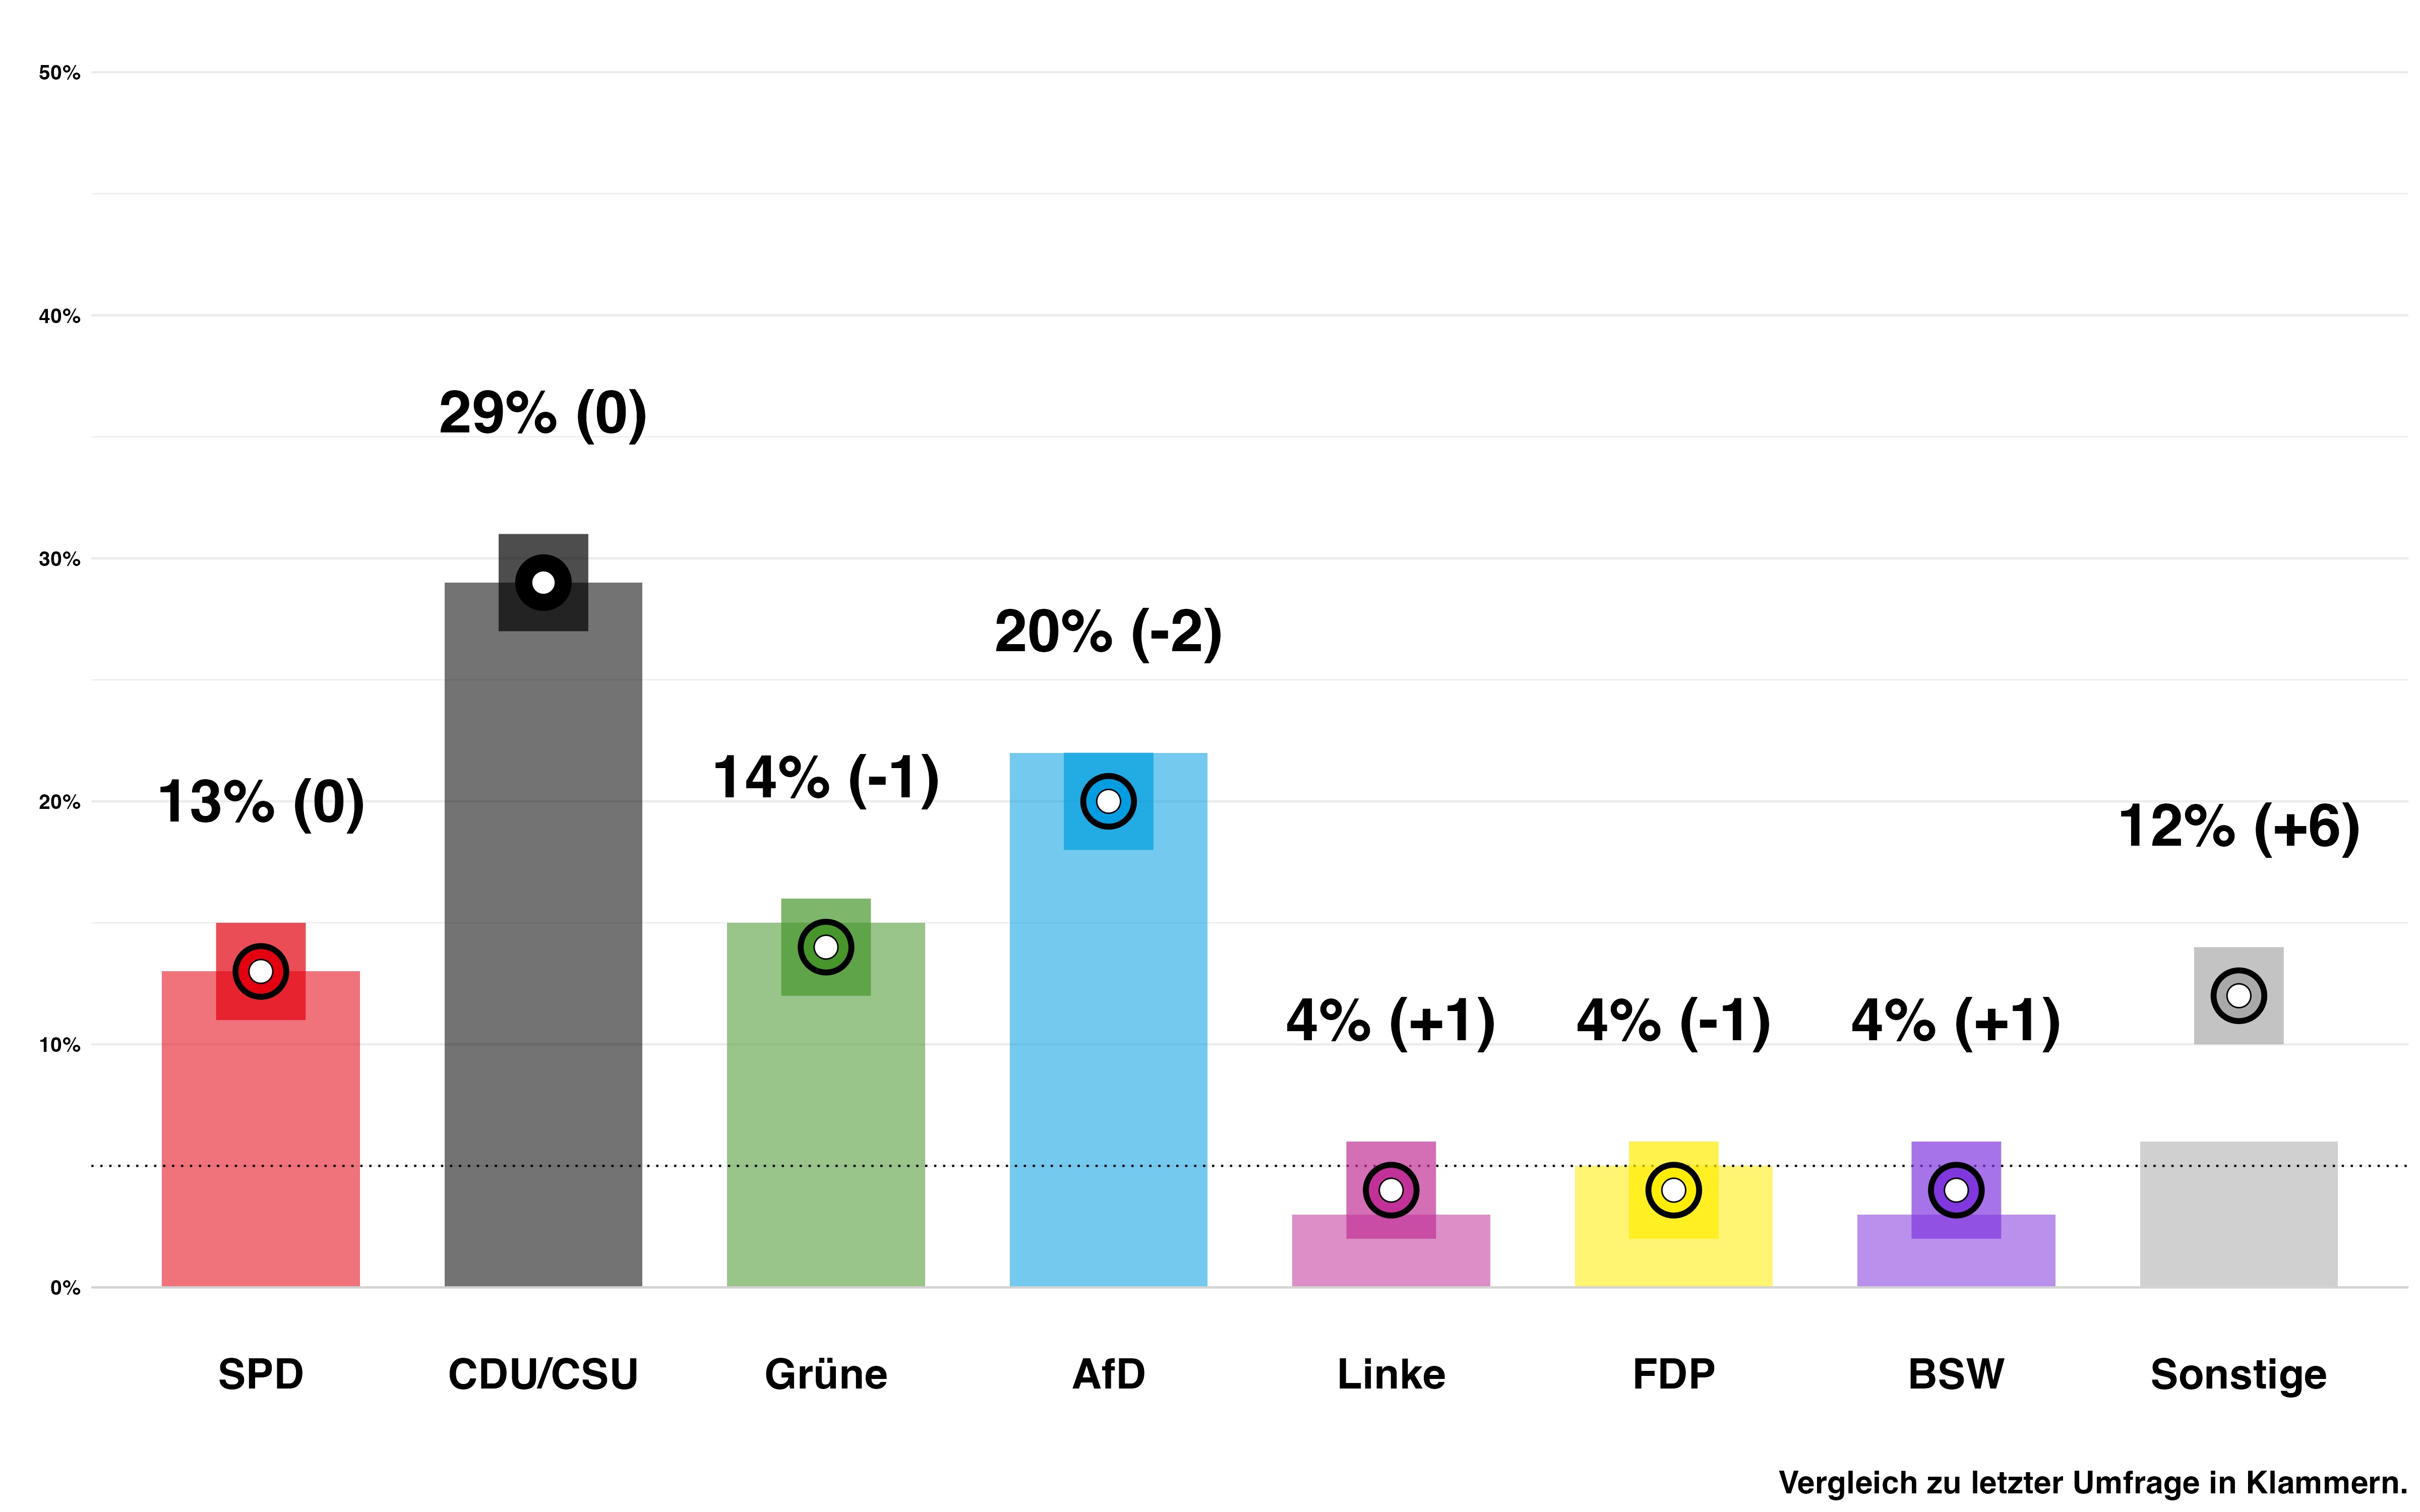 50%
40%
30%
20%
10%
0%
13% (0)
29% (0)
14% (-1)
20% (-2)
4% (+1)
4% (-1)
4% (+1)
12% (+6)
SPD
CDU/CSU
Grüne
AfD
Linke
FDP
BSW
Sonstige
Vergleich zu letzter Umfrage in Klammern.